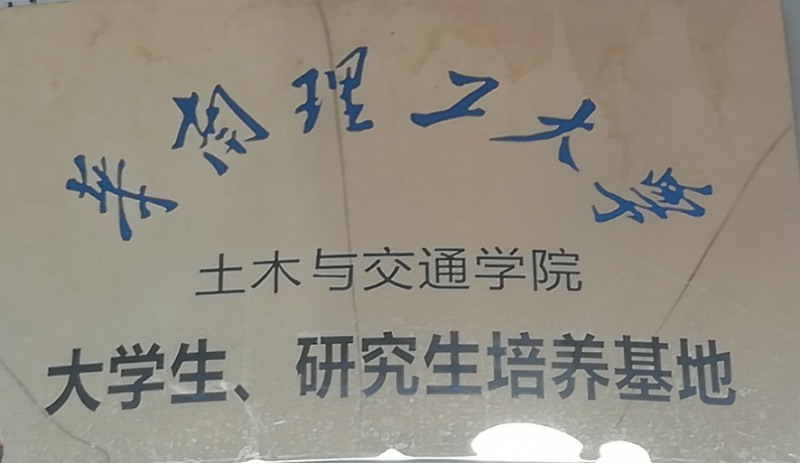 华南理工大学
土木与交通学院
大学生、研究生培养基地